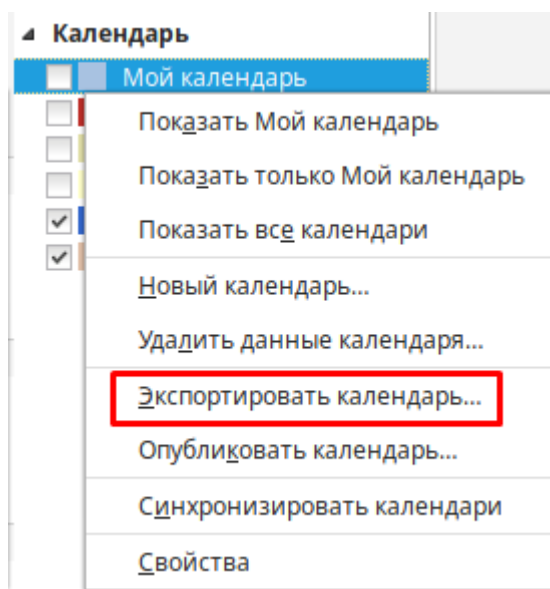 Календарь
Мой календарь
Показать Мой календарь
Показать только Мой календарь
Показать все календари
Новый календарь...
Удалить данные календаря...
Экспортировать календарь...
Опубликовать календарь...
Синхронизировать календари
Свойства